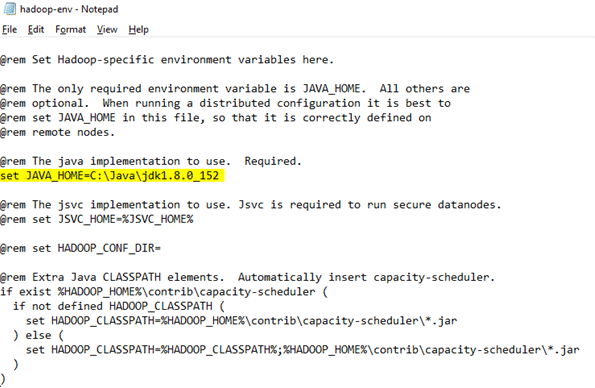 hadoop-env - Notepad
File Edit Format View Help
@rem Set Hadoop-specific environment variables here.
@rem The only required environment variable is JAVA_HOME.  All others are
@rem optional.  When running a distributed configuration it is best to
@rem set JAVA_HOME in this file, so that it is correctly defined on
@rem remote nodes.
@rem The java implementation to use.  Required.
set JAVA_HOME=C:\Java\jdk1.8.0_152
@rem The jsvc implementation to use. Jsvc is required to run secure datanodes.
@rem set JSVC_HOME=%JSVC_HOME%
@rem set HADOOP_CONF_DIR=
@rem Extra Java CLASSPATH elements.  Automatically insert capacity-scheduler.
if exist %HADOOP_HOME%\contrib\capacity-scheduler (
  if not defined HADOOP_CLASSPATH (
    set HADOOP_CLASSPATH=%HADOOP_HOME%\contrib\capacity-scheduler\*.jar
  ) else (
    set HADOOP_CLASSPATH=%HADOOP_CLASSPATH%;%HADOOP_HOME%\contrib\capacity-scheduler\*.jar
  )
)